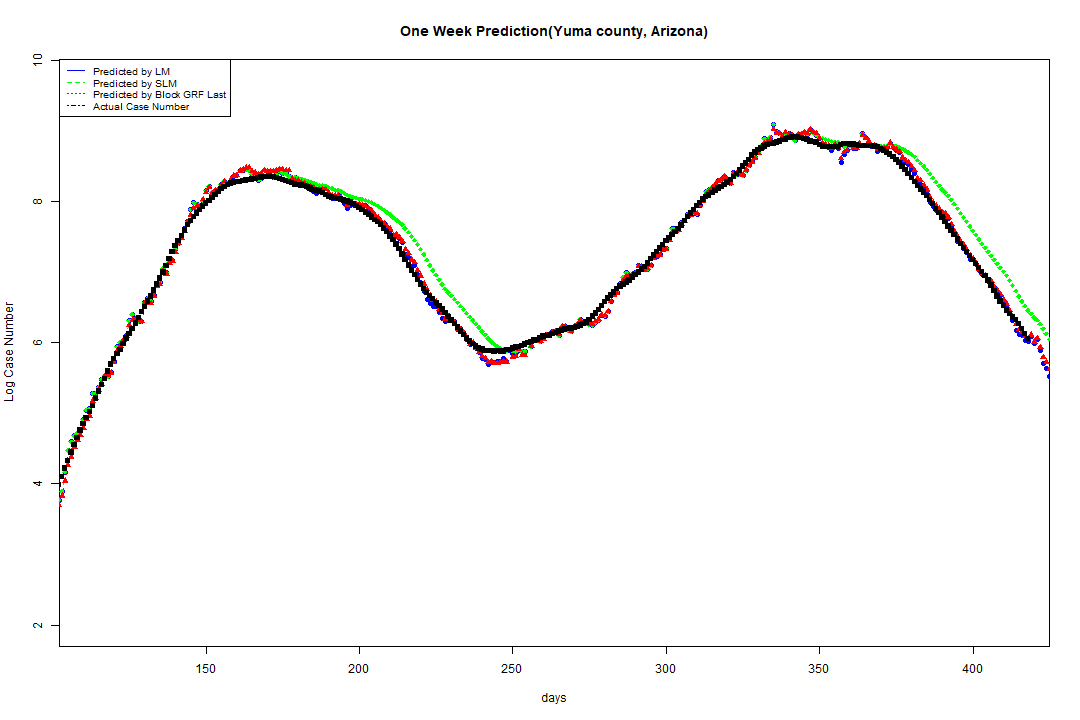 One Week Prediction(Yuma county, Arizona)
Predicted by LM
Predicted by SLM
Predicted by Block GRF Last
Actual Case Number
10
8
6
4
2
Log Case Number
150 200 250 300 350 400
days